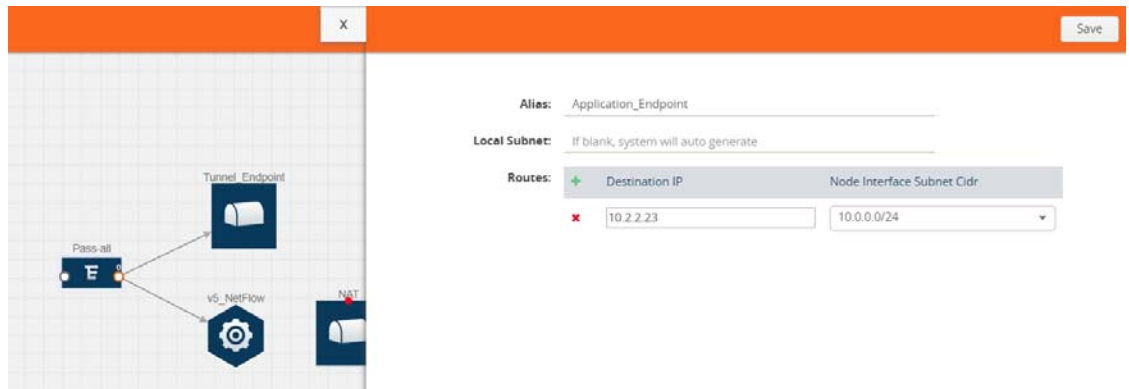 X
Save
Alias: Application_Endpoint
Local Subnet: If blank, system will auto generate
Routes: + Destination IP Node Interface Subnet Cidr
10.2.2.23 10.0.0.0/24
Tunnel_Endpoint
Pass-all
v5_NetFlow
NAT